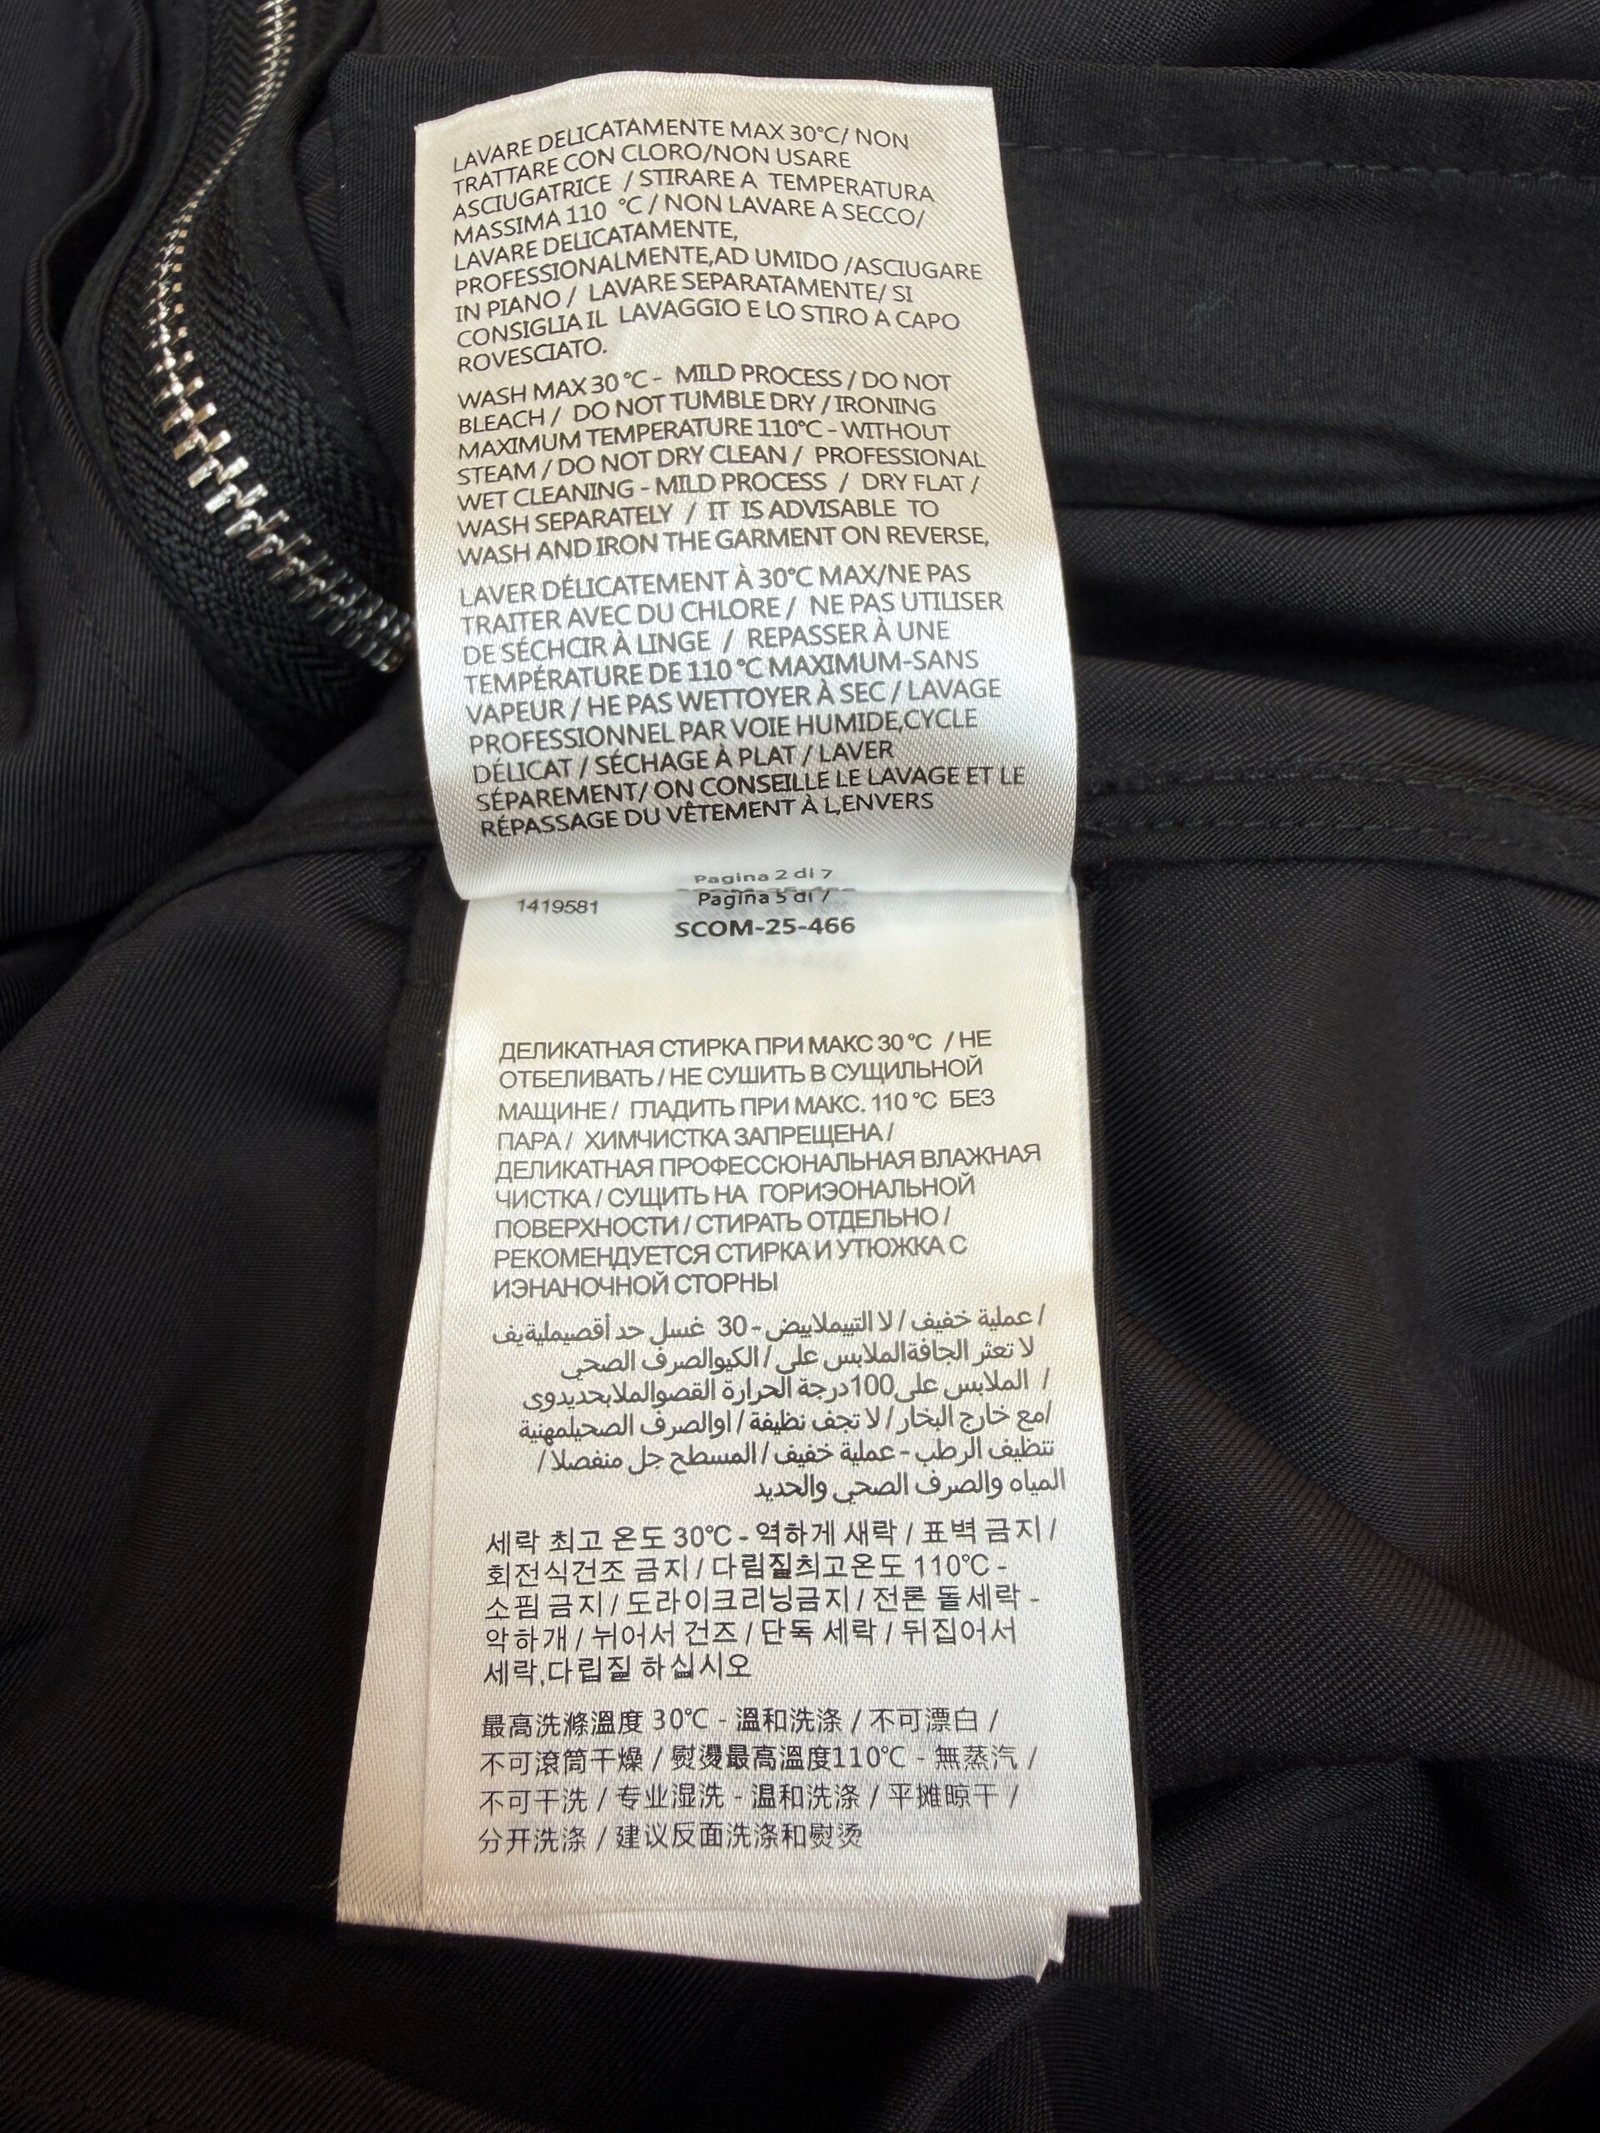 LAVARE DELICATAMENTE MAX 30°C/ NON
TRATTARE CON CLORO/NON USARE
ASCIUGATRICE / STIRARE A TEMPERATURA
MASSIMA 110 °C / NON LAVARE A SECCO/
LAVARE DELICATAMENTE,
PROFESSIONALMENTE,AD UMIDO /ASCIUGARE
IN PIANO / LAVARE SEPARATAMENTE/ SI
CONSIGLIA IL LAVAGGIO E LO STIRO A CAPO
ROVESCIATO.
WASH MAX 30 °C - MILD PROCESS / DO NOT
BLEACH / DO NOT TUMBLE DRY / IRONING
MAXIMUM TEMPERATURE 110°C - WITHOUT
STEAM / DO NOT DRY CLEAN / PROFESSIONAL
WET CLEANING - MILD PROCESS / DRY FLAT /
WASH SEPARATELY / IT IS ADVISABLE TO
WASH AND IRON THE GARMENT ON REVERSE,
LAVER DÉLICATEMENT À 30°C MAX/NE PAS
TRAITER AVEC DU CHLORE / NE PAS UTILISER
DE SÉCHCIR À LINGE / REPASSER À UNE
TEMPÉRATURE DE 110 °C MAXIMUM-SANS
VAPEUR / HE PAS WETTOYER À SEC / LAVAGE
PROFESSIONNEL PAR VOIE HUMIDE,CYCLE
DÉLICAT / SÉCHAGE À PLAT / LAVER
SÉPAREMENT/ ON CONSEILLE LE LAVAGE ET LE
RÉPASSAGE DU VÊTEMENT À L,ENVERS
Pagina 2 di 7
1419581 Pagina 5 di 7
SCOM-25-466
ДЕЛИКАТНАЯ СТИРКА ПРИ МАКС 30 °C / НЕ
ОТБЕЛИВАТЬ / НЕ СУШИТЬ В СУЩИЛЬНОЙ
МАЩИНЕ / ГЛАДИТЬ ПРИ МАКС. 110 °C БЕЗ
ПАРА / ХИМЧИСТКА ЗАПРЕЩЕНА /
ДЕЛИКАТНАЯ ПРОФЕССЮНАЛЬНАЯ ВЛАЖНАЯ
ЧИСТКА / СУЩИТЬ НА ГОРИЭОНАЛЬНОЙ
ПОВЕРХНОСТИ / СТИРАТЬ ОТДЕЛЬНО /
РЕКОМЕНДУЕТСЯ СТИРКА И УТЮЖКА С
ИЭНАНОЧНОЙ СТОРНЫ
/ عملية خفيف / لا التبيملابيض - 30 غسل حد أقصيمليةيف
لا تعثر الجافةالملابس على / الكيوالصرف الصحي
/ الملابس على 100درجة الحرارة القصوالملابحديدوى
/مع خارج البخار / لا تجف نظيفة / اوالصرف الصحيلمهنية
تنظيف الرطب - عملية خفيف / المسطح جل منفصلا /
المياه والصرف الصحي والحديد
세락 최고 온도 30°C - 역하게 새락 / 표벽 금지 /
회전식건조 금지 / 다림질최고온도 110°C -
소핌 금지 / 도라이크리닝금지 / 전론 돌세락 -
악하개 / 뉘어서 건즈 / 단독 세락 / 뒤집어서
세락,다립질 하십시오
最高洗滌溫度 30°C - 溫和洗涤 / 不可漂白 /
不可滾筒干燥 / 熨燙最高溫度110°C - 無蒸汽 /
不可干洗 / 专业湿洗 - 温和洗涤 / 平摊晾干 /
分开洗涤 / 建议反面洗涤和熨烫